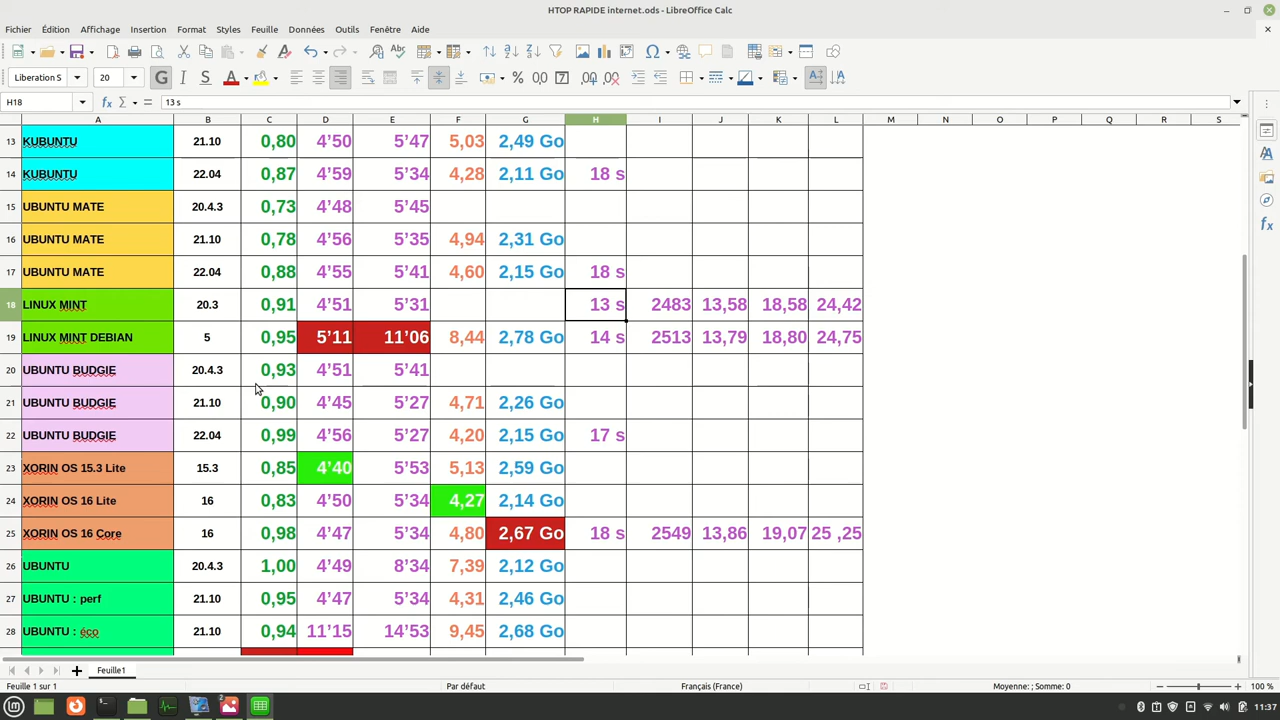 HTOP RAPIDE internet.ods - LibreOffice Calc
Fichier Édition Affichage Insertion Format Styles Feuille Données Outils Fenêtre Aide
Liberation S 20
H18 13 s
A B C D E F G H I J K L M N O P Q R S
13 KUBUNTU 21.10 0,80 4’50 5’47 5,03 2,49 Go
14 KUBUNTU 22.04 0,87 4’59 5’34 4,28 2,11 Go 18 s
15 UBUNTU MATE 20.4.3 0,73 4’48 5’45
16 UBUNTU MATE 21.10 0,78 4’56 5’35 4,94 2,31 Go
17 UBUNTU MATE 22.04 0,88 4’55 5’41 4,60 2,15 Go 18 s
18 LINUX MINT 20.3 0,91 4’51 5’31 13 s 2483 13,58 18,58 24,42
19 LINUX MINT DEBIAN 5 0,95 5’11 11’06 8,44 2,78 Go 14 s 2513 13,79 18,80 24,75
20 UBUNTU BUDGIE 20.4.3 0,93 4’51 5’41
21 UBUNTU BUDGIE 21.10 0,90 4’45 5’27 4,71 2,26 Go
22 UBUNTU BUDGIE 22.04 0,99 4’56 5’27 4,20 2,15 Go 17 s
23 XORIN OS 15.3 Lite 15.3 0,85 4’40 5’53 5,13 2,59 Go
24 XORIN OS 16 Lite 16 0,83 4’50 5’34 4,27 2,14 Go
25 XORIN OS 16 Core 16 0,98 4’47 5’34 4,80 2,67 Go 18 s 2549 13,86 19,07 25 ,25
26 UBUNTU 20.4.3 1,00 4’49 8’34 7,39 2,12 Go
27 UBUNTU : perf 21.10 0,95 4’47 5’34 4,31 2,46 Go
28 UBUNTU : éco 21.10 0,94 11’15 14’53 9,45 2,68 Go
Feuille1
Feuille 1 sur 1 Par défaut Français (France) Moyenne: ; Somme: 0 100 %
11:37